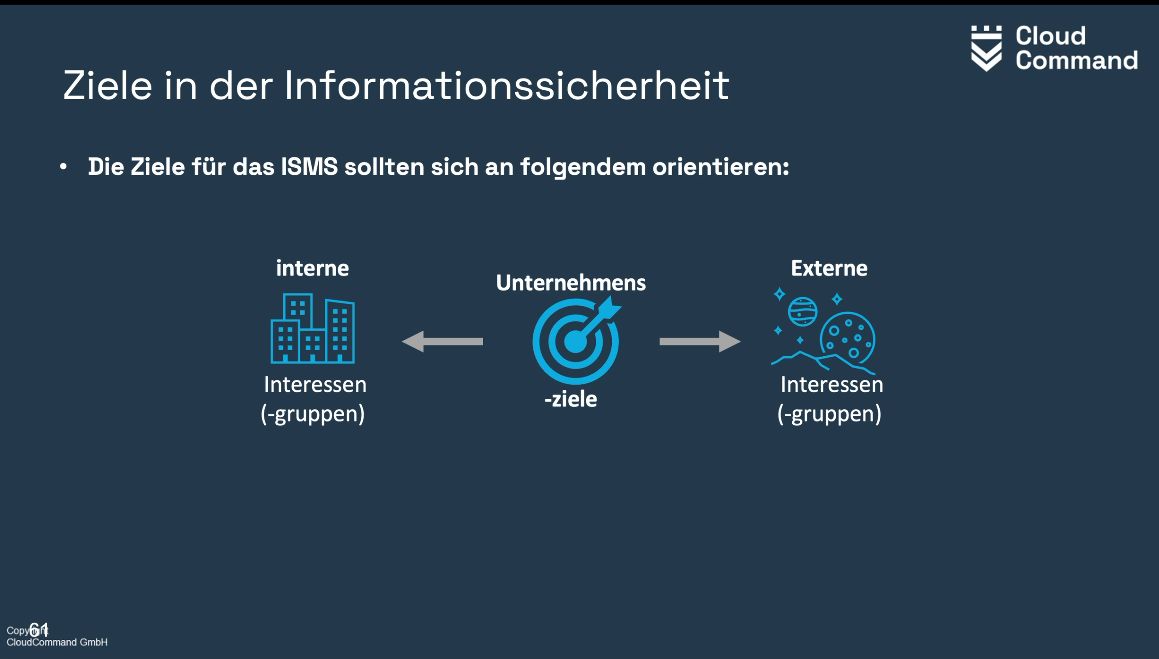 Cloud
Command
Ziele in der Informationssicherheit
• Die Ziele für das ISMS sollten sich an folgendem orientieren:
interne
Interessen
(-gruppen)
Unternehmens
-ziele
Externe
Interessen
(-gruppen)
61
Copyright
CloudCommand GmbH